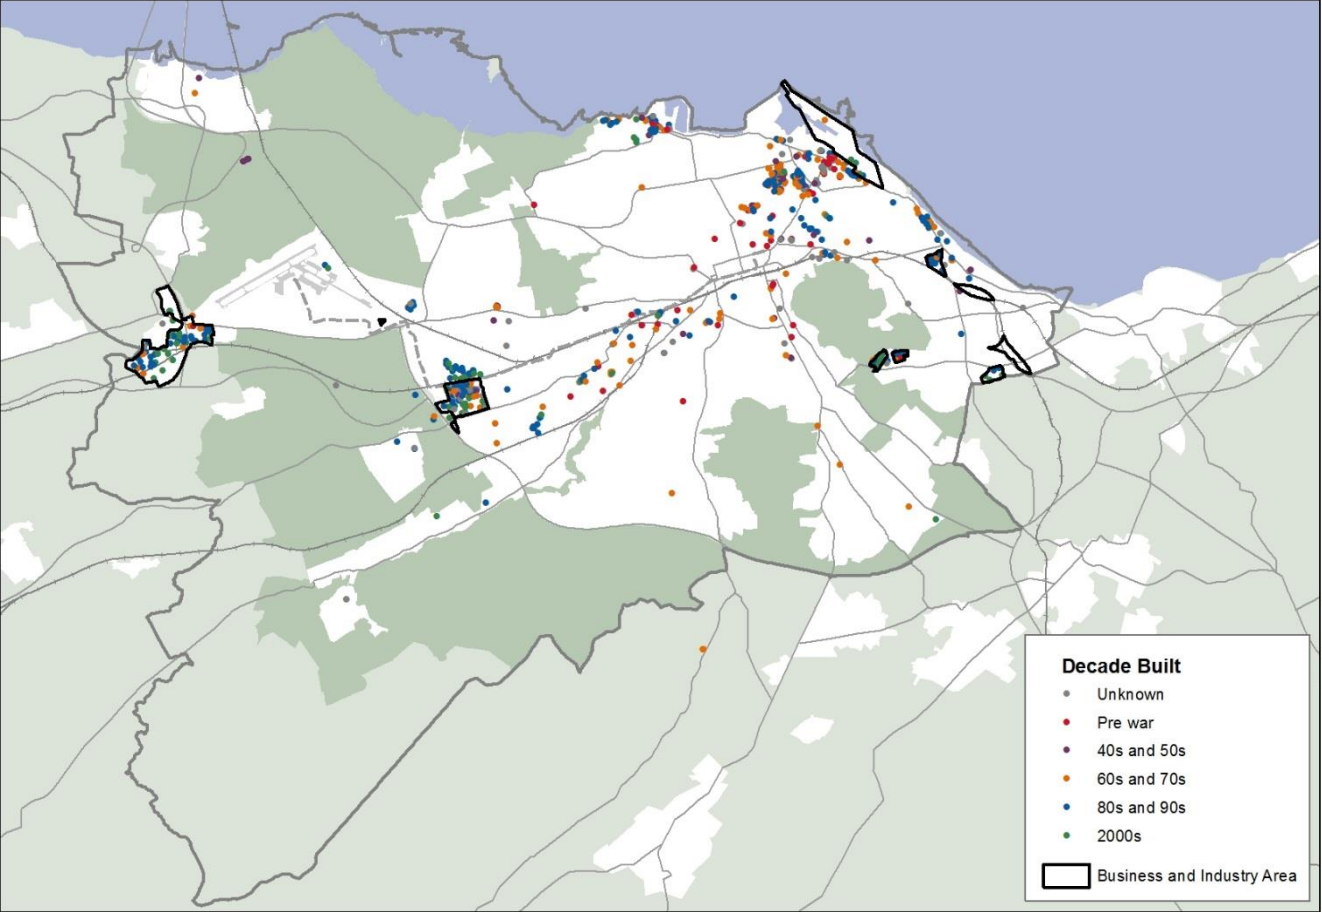 Decade Built
Unknown
Pre war
40s and 50s
60s and 70s
80s and 90s
2000s
Business and Industry Area